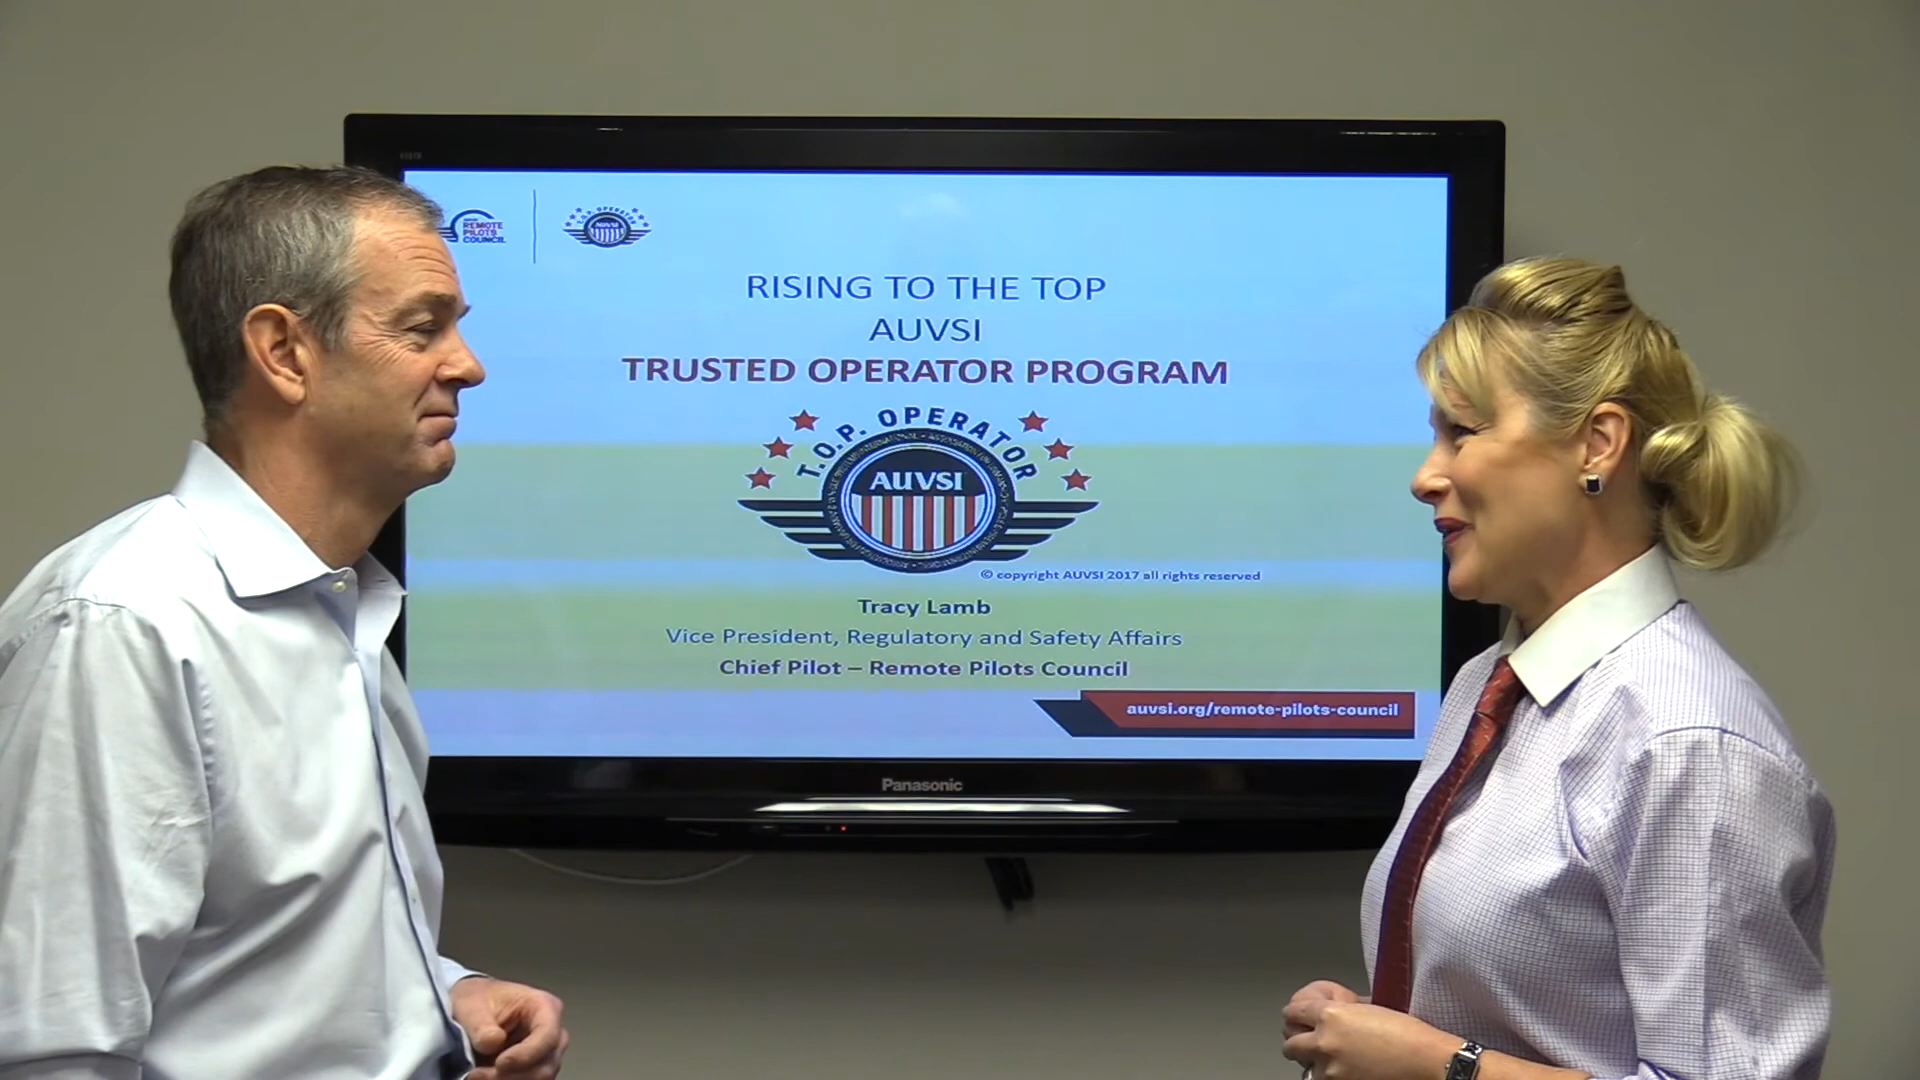 REMOTE
PILOTS
COUNCIL
T.O.P. OPERATOR
AUVSI
RISING TO THE TOP
AUVSI
TRUSTED OPERATOR PROGRAM
T.O.P. OPERATOR
AUVSI
© copyright AUVSI 2017 all rights reserved
Tracy Lamb
Vice President, Regulatory and Safety Affairs
Chief Pilot – Remote Pilots Council
auvsi.org/remote-pilots-council
Panasonic